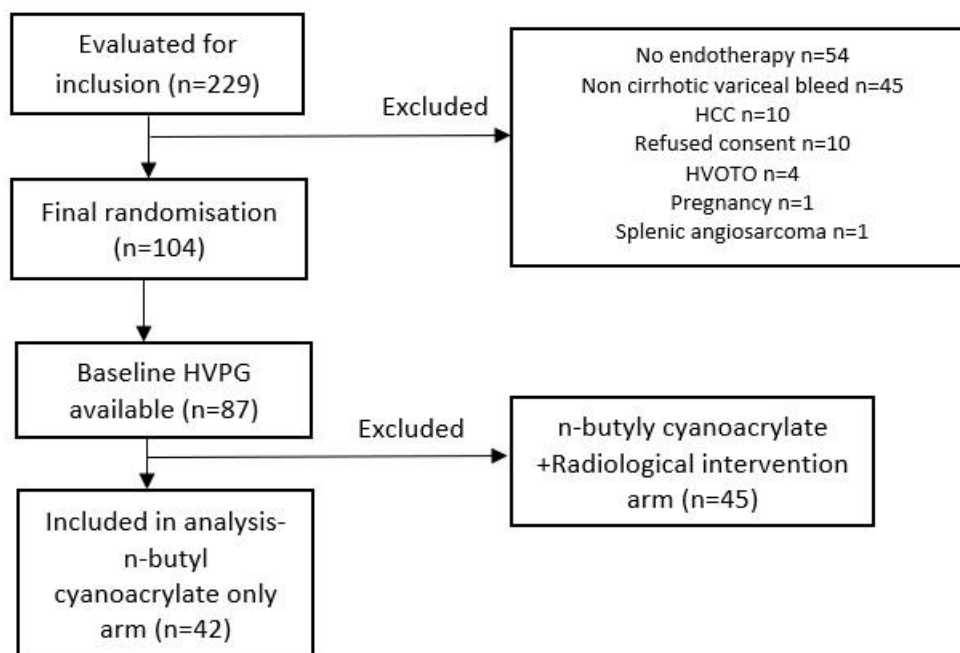 Evaluated for
inclusion (n=229)
Excluded
No endotherapy n=54
Non cirrhotic variceal bleed n=45
HCC n=10
Refused consent n=10
HVOTO n=4
Pregnancy n=1
Splenic angiosarcoma n=1
Final randomisation
(n=104)
Baseline HVPG
available (n=87)
Excluded
n-butyly cyanoacrylate
+Radiological intervention
arm (n=45)
Included in analysis-
n-butyl
cyanoacrylate only
arm (n=42)